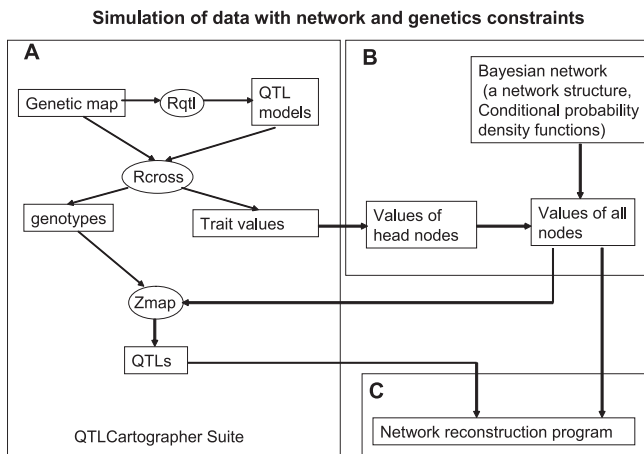 Simulation of data with network and genetics constraints
A
Genetic map
Rqtl
QTL
models
Rcross
genotypes
Trait values
Zmap
QTLs
QTLCartographer Suite
B
Bayesian network
(a network structure,
Conditional probability
density functions)
Values of
head nodes
Values of all
nodes
C
Network reconstruction program